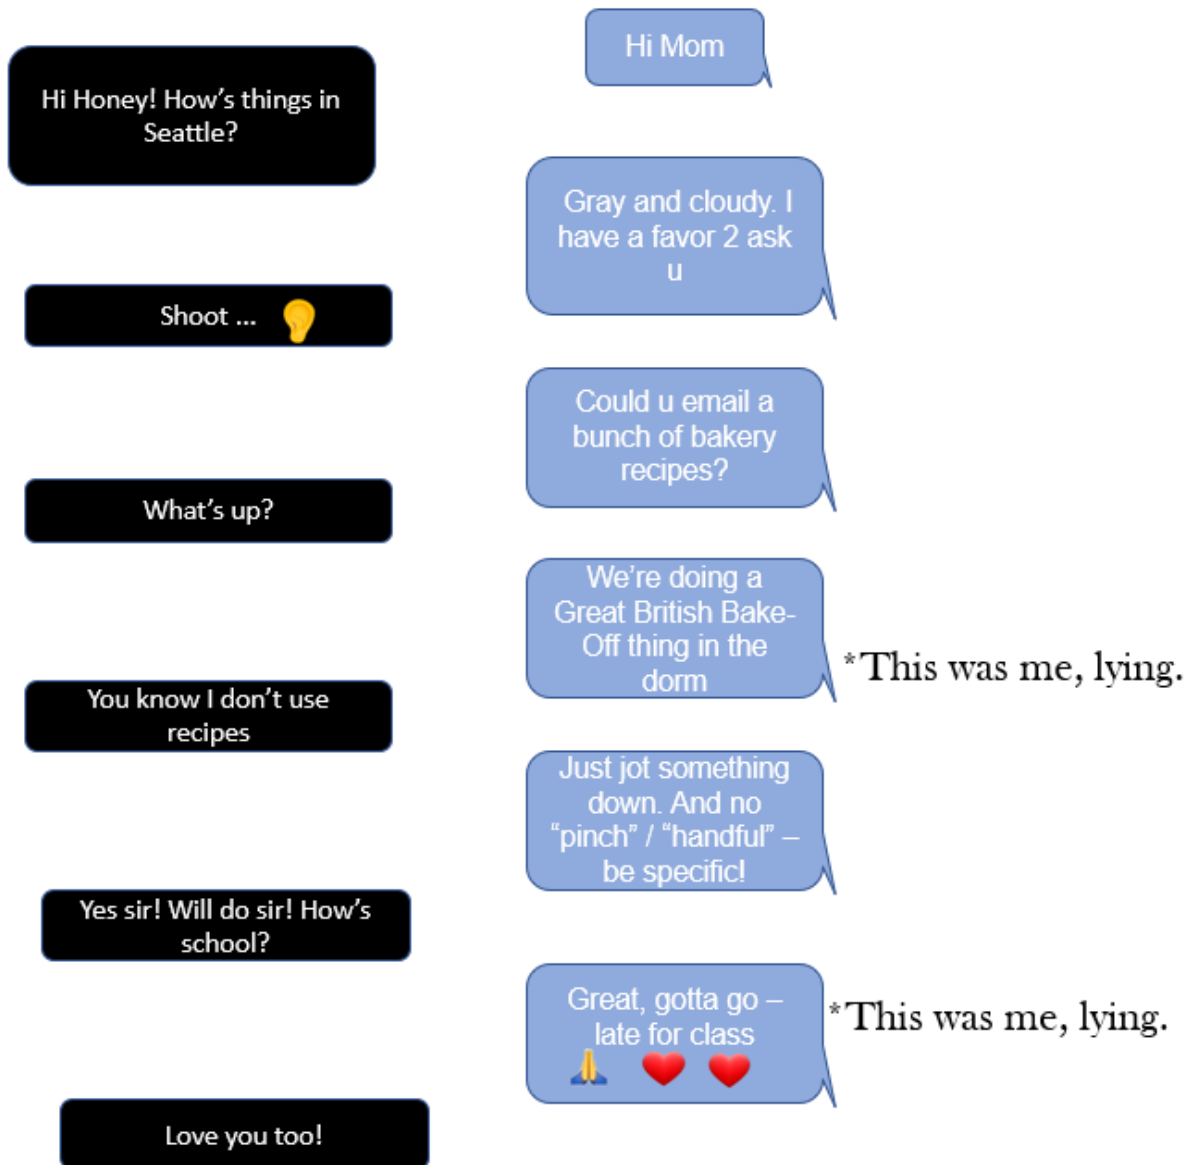 Hi Mom
Hi Honey! How’s things in
Seattle?
Gray and cloudy. I
have a favor 2 ask
u
Shoot ...
Could u email a
bunch of bakery
recipes?
What’s up?
We’re doing a
Great British Bake-
Off thing in the
dorm
*This was me, lying.
You know I don’t use
recipes
Just jot something
down. And no
“pinch” / “handful” –
be specific!
Yes sir! Will do sir! How’s
school?
Great, gotta go –
late for class
*This was me, lying.
Love you too!